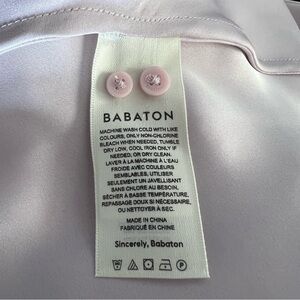 BABATON
MACHINE WASH COLD WITH LIKE
COLOURS, ONLY NON-CHLORINE
BLEACH WHEN NEEDED, TUMBLE
DRY LOW, COOL IRON ONLY IF
NEEDED, OR DRY CLEAN.
LAVER À LA MACHINE À L'EAU
FROIDE AVEC COULEURS
SEMBLABLES, UTILISER
SEULEMENT UN JAVELLISANT
SANS CHLORE AU BESOIN,
SÉCHER À BASSE TEMPÉRATURE,
REPASSAGE DOUX SI NÉCESSAIRE,
OU NETTOYER À SEC.
MADE IN CHINA
FABRIQUÉ EN CHINE
Sincerely, Babaton
P